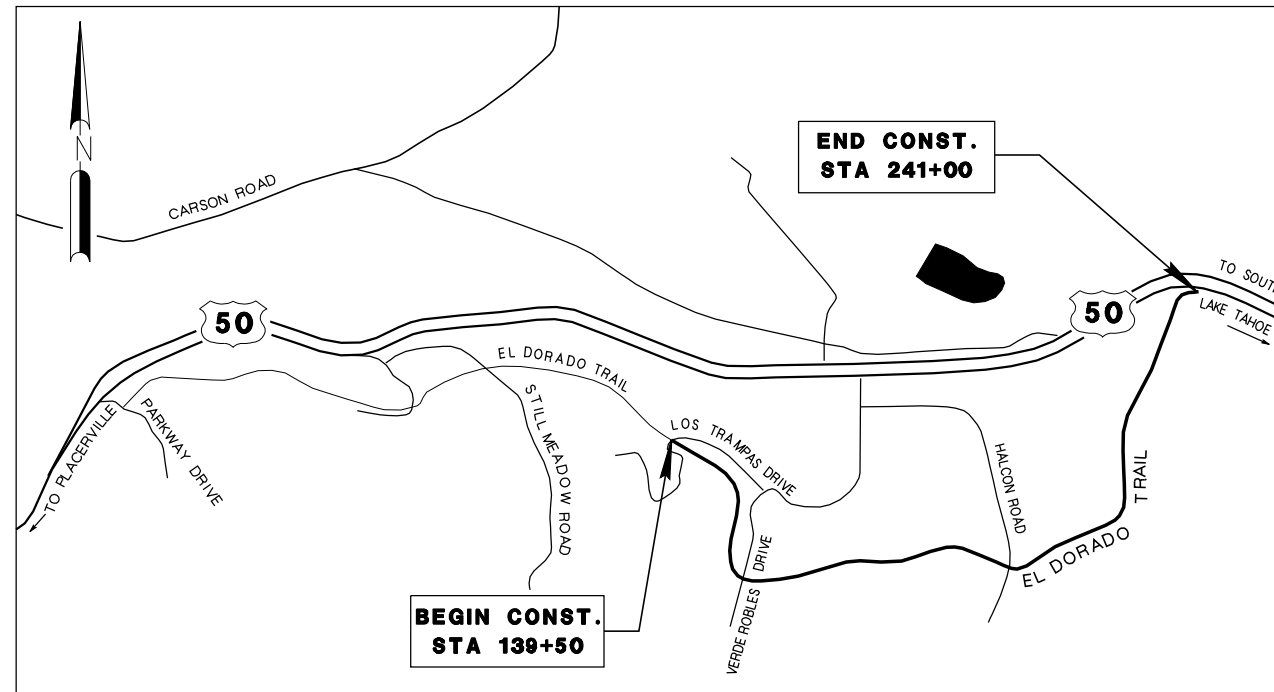 N
CARSON ROAD
END CONST.
STA 241+00
TO SOUTH
LAKE TAHOE
50
50
EL DORADO TRAIL
TO PLACERVILLE
PARKWAY DRIVE
STILL MEADOW ROAD
LOS TRAMPAS DRIVE
HALCON ROAD
EL DORADO
TRAIL
VERDE ROBLES DRIVE
BEGIN CONST.
STA 139+50